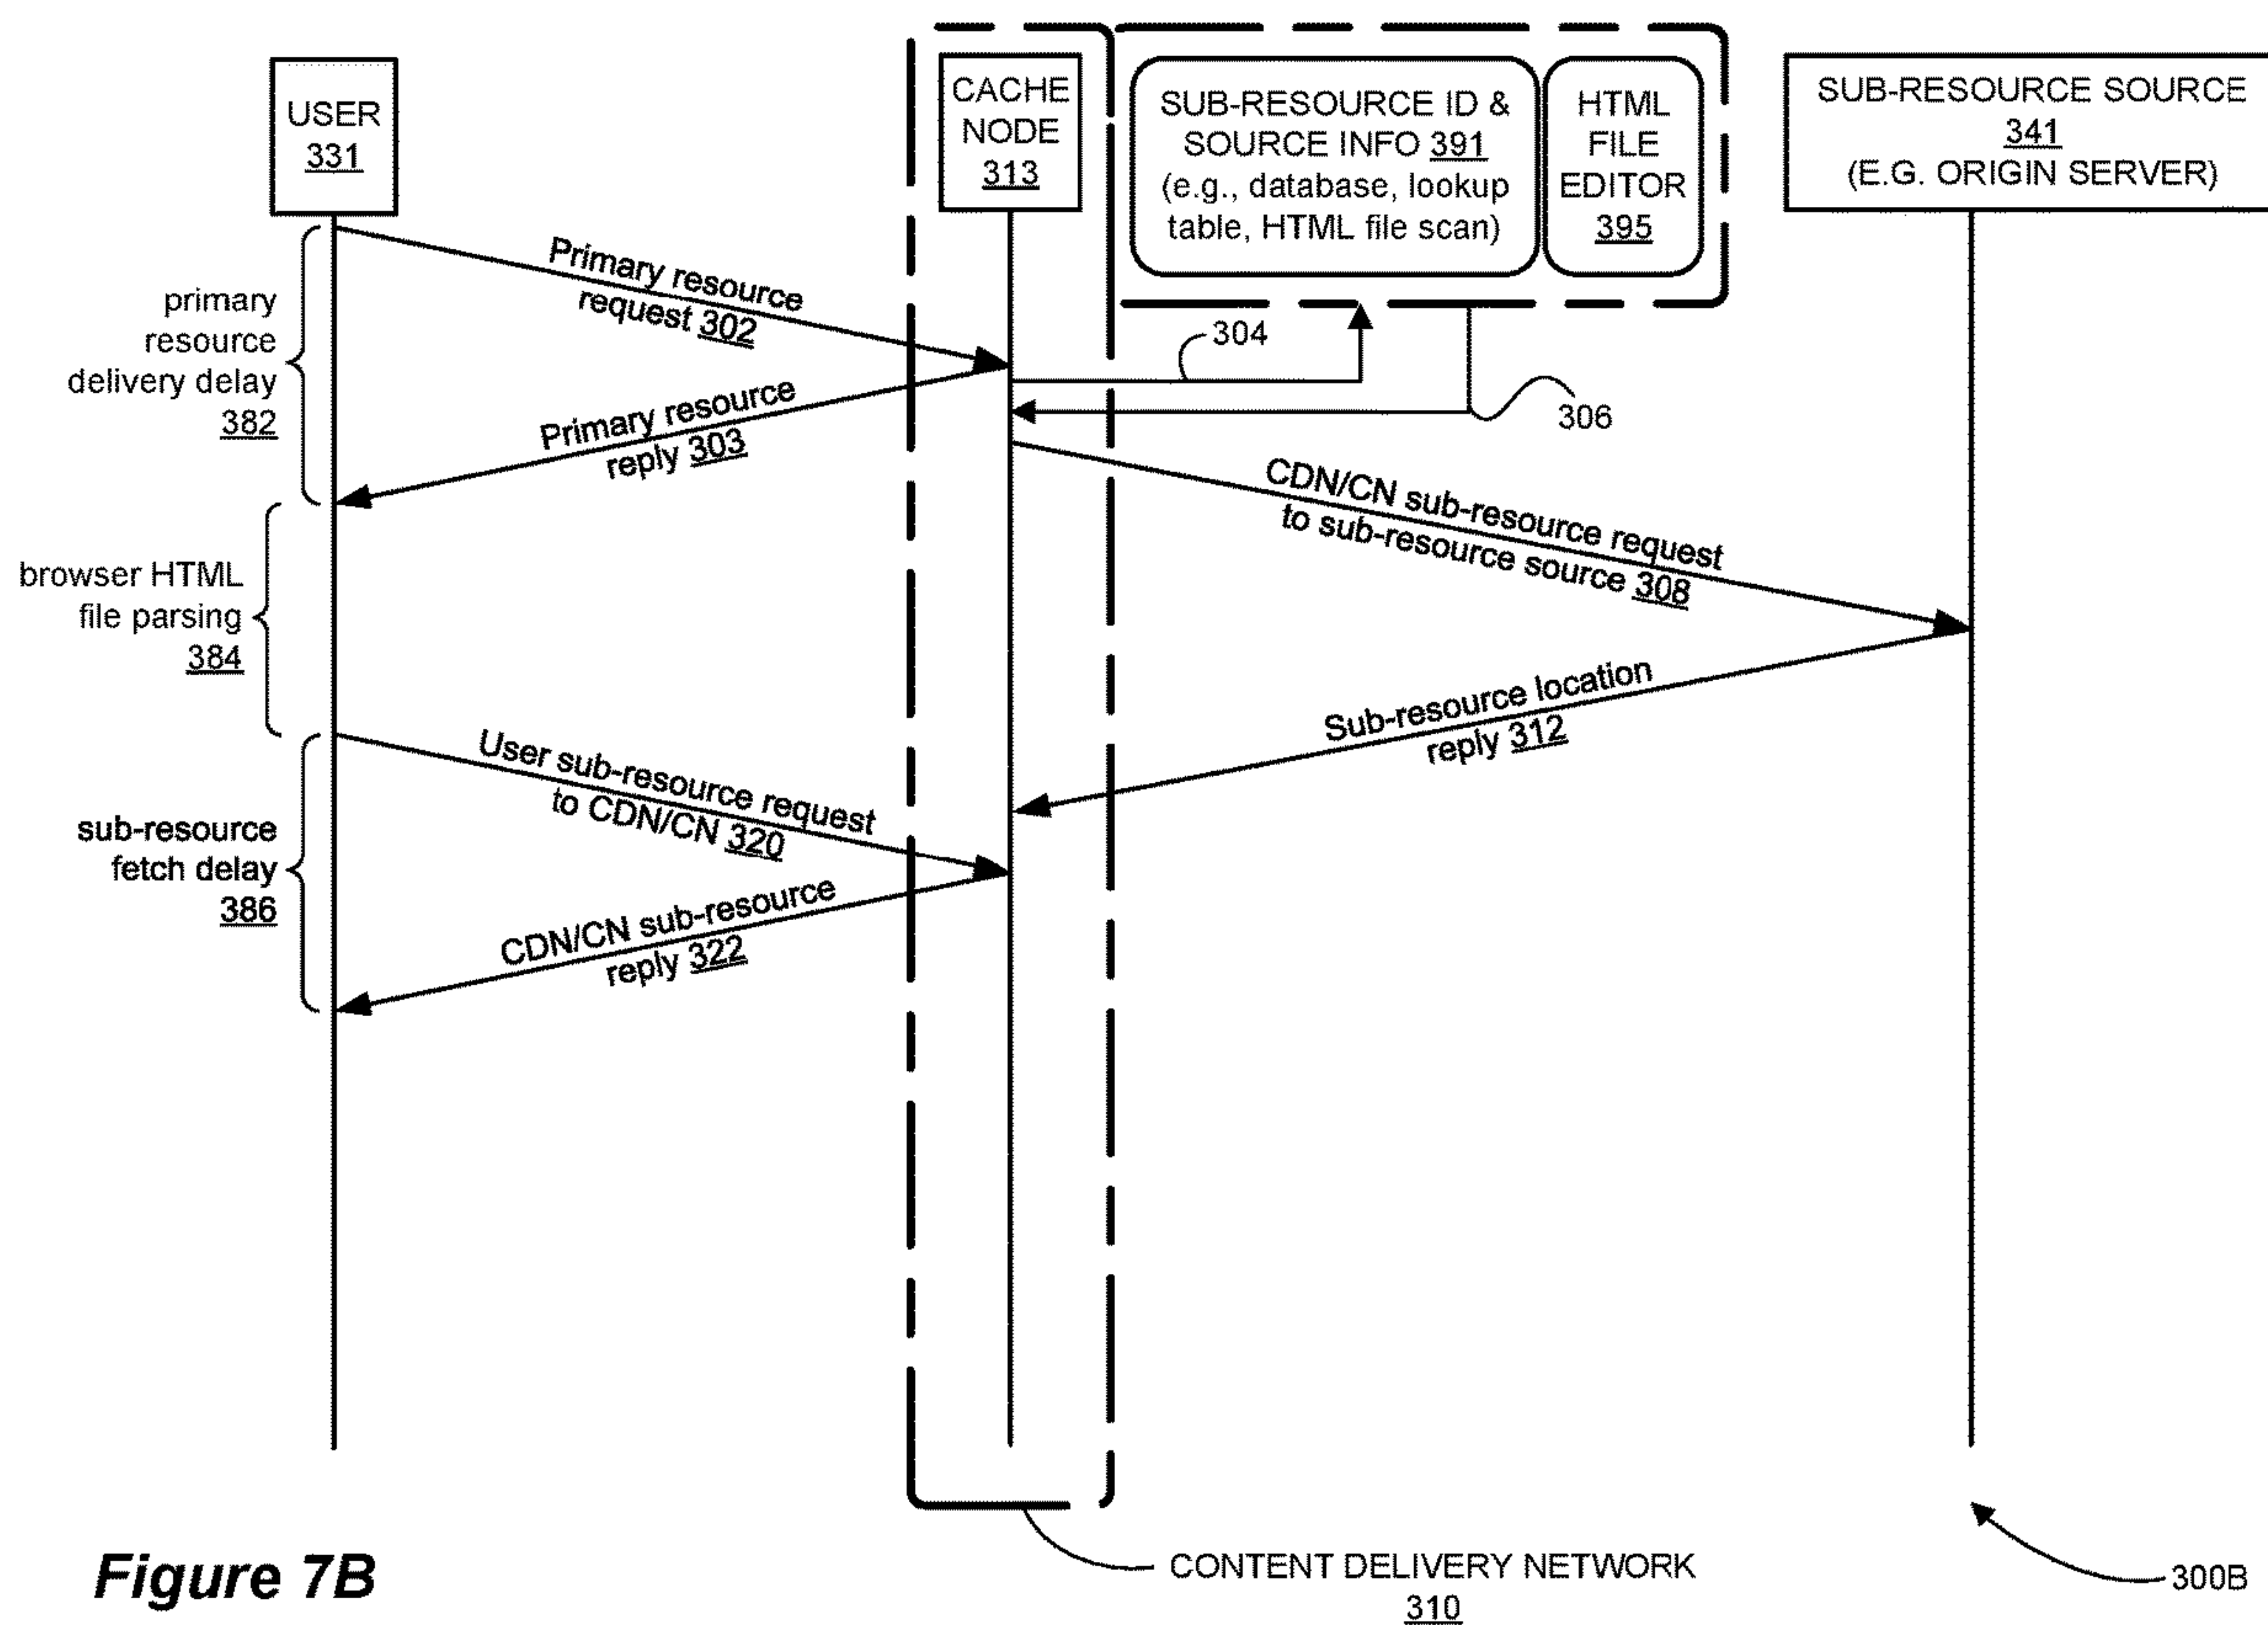 USER
331
CACHE
NODE
313
SUB-RESOURCE ID &
SOURCE INFO 391
(e.g., database, lookup
table, HTML file scan)
HTML
FILE
EDITOR
395
SUB-RESOURCE SOURCE
341
(E.G. ORIGIN SERVER)
primary
resource
delivery delay
382
Primary resource
request 302
304
306
Primary resource
reply 303
CDN/CN sub-resource request
to sub-resource source 308
browser HTML
file parsing
384
Sub-resource location
reply 312
User sub-resource request
to CDN/CN 320
sub-resource
fetch delay
386
CDN/CN sub-resource
reply 322
Figure 7B
CONTENT DELIVERY NETWORK
310
300B